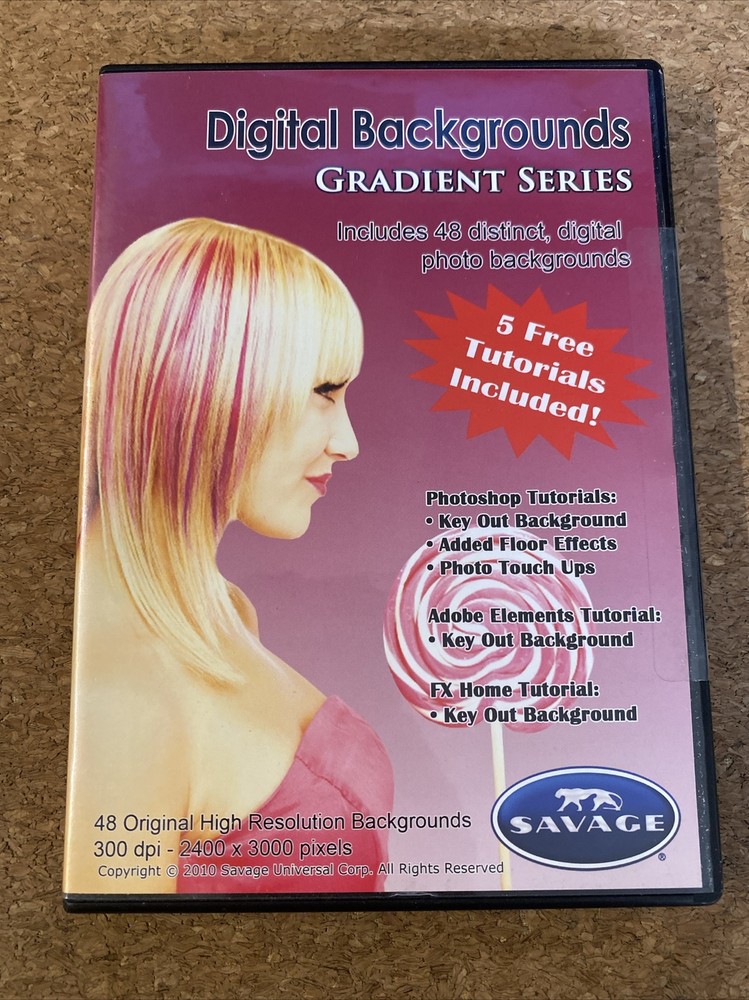 Digital Backgrounds
GRADIENT SERIES
Includes 48 distinct, digital
photo backgrounds
5 Free
Tutorials
Included!
Photoshop Tutorials:
• Key Out Background
• Added Floor Effects
• Photo Touch Ups
Adobe Elements Tutorial:
• Key Out Background
FX Home Tutorial:
• Key Out Background
48 Original High Resolution Backgrounds
300 dpi - 2400 x 3000 pixels
Copyright © 2010 Savage Universal Corp. All Rights Reserved
SAVAGE
®